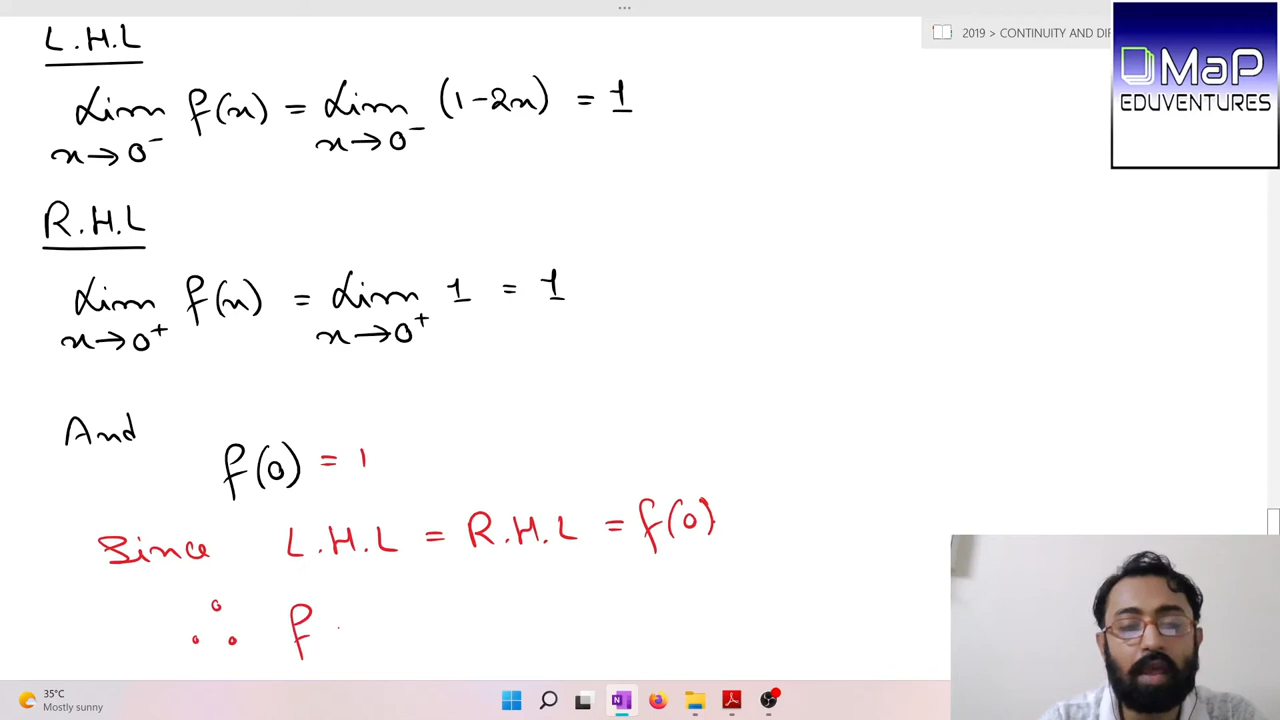 2019 > CONTINUITY AND DI
MaP
EDUVENTURES
L.H.L
Lim f(x) = Lim (1-2x) = 1
x→0⁻ x→0⁻
R.H.L
Lim f(x) = Lim 1 = 1
x→0⁺ x→0⁺
And
f(0) = 1
Since L.H.L = R.H.L = f(0)
∴ f
35°C
Mostly sunny